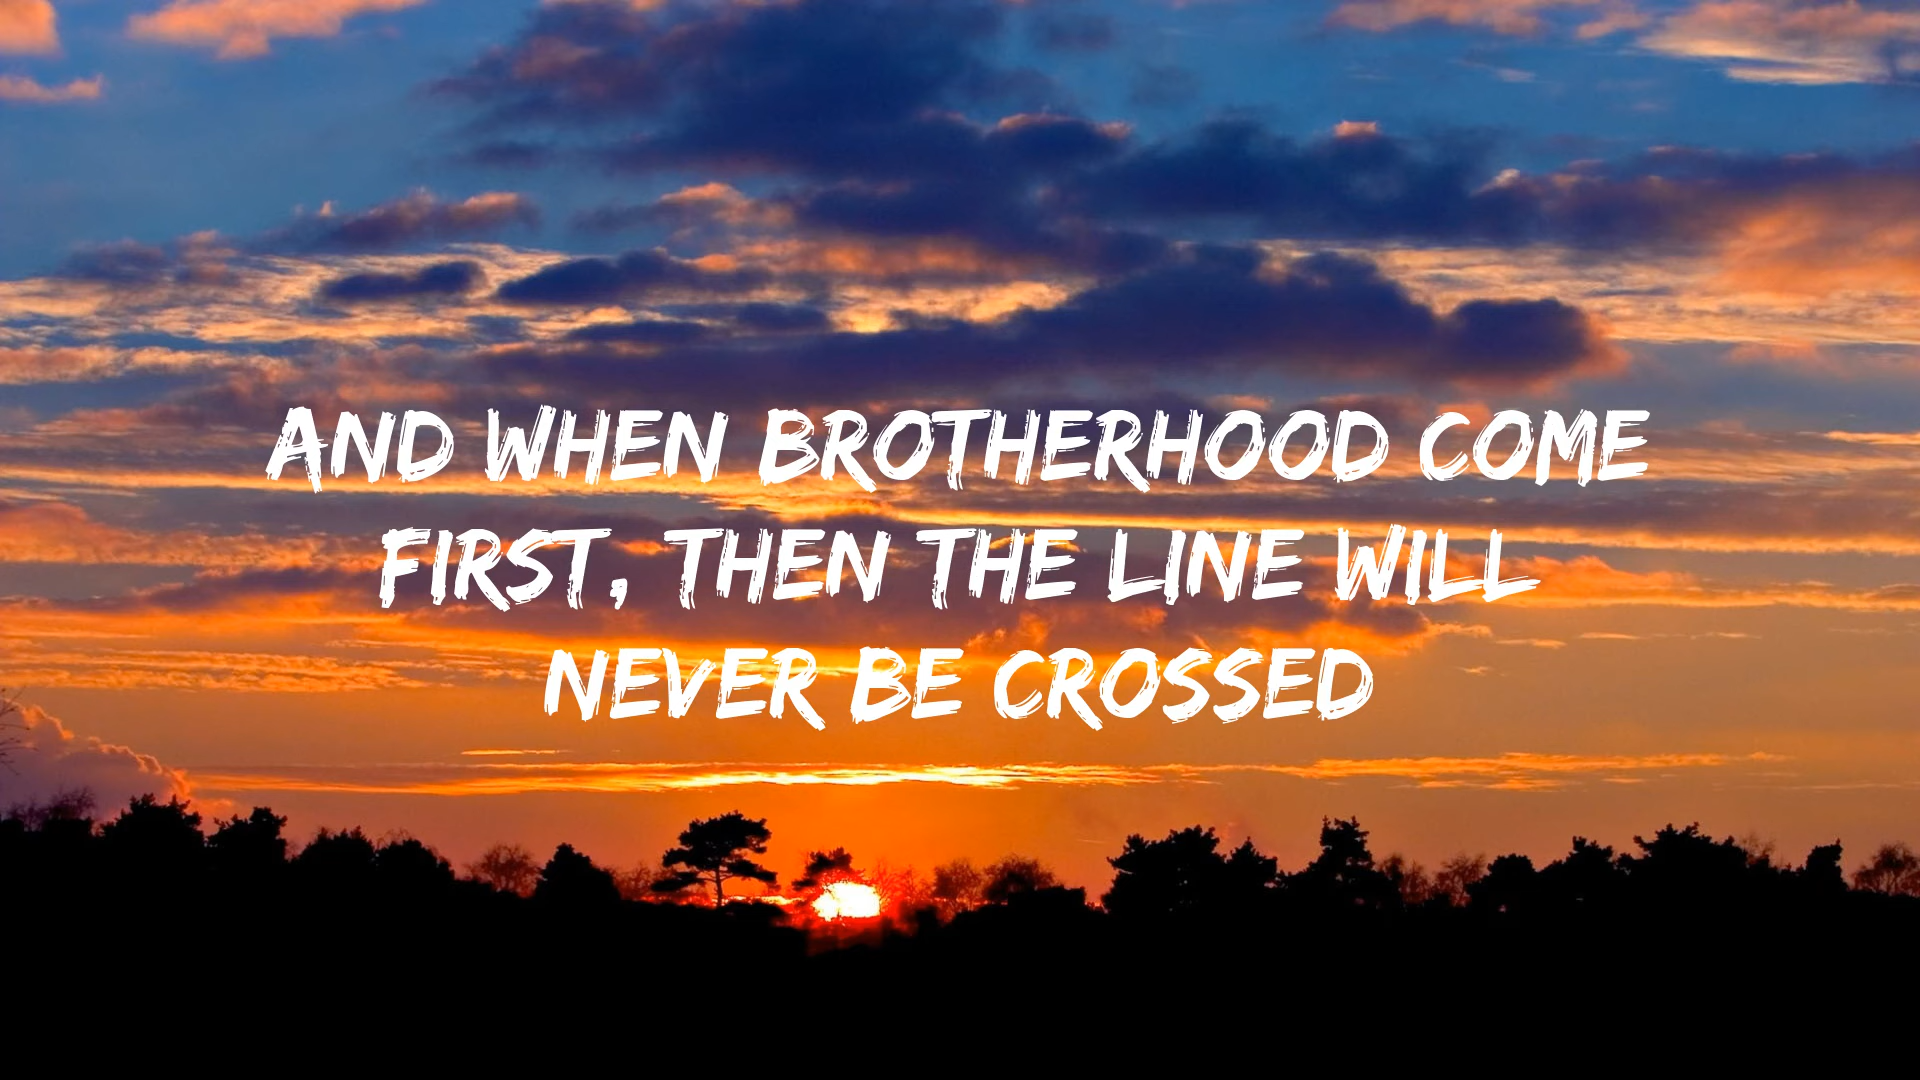 AND WHEN BROTHERHOOD COME
FIRST, THEN THE LINE WILL
NEVER BE CROSSED